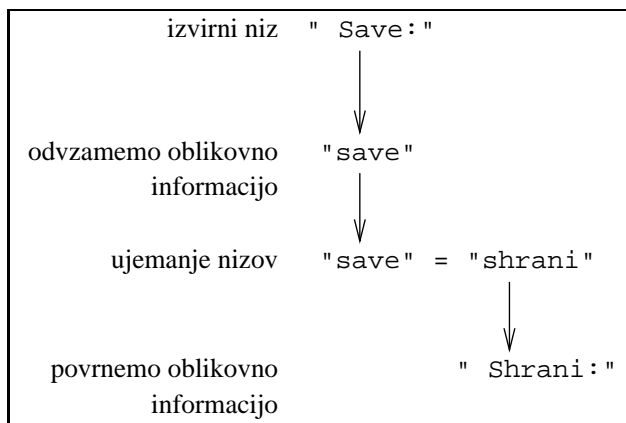 izvirni niz " Save:"
odvzamemo oblikovno "save"
informacijo
ujemanje nizov "save" = "shrani"
povrnemo oblikovno " Shrani:"
informacijo